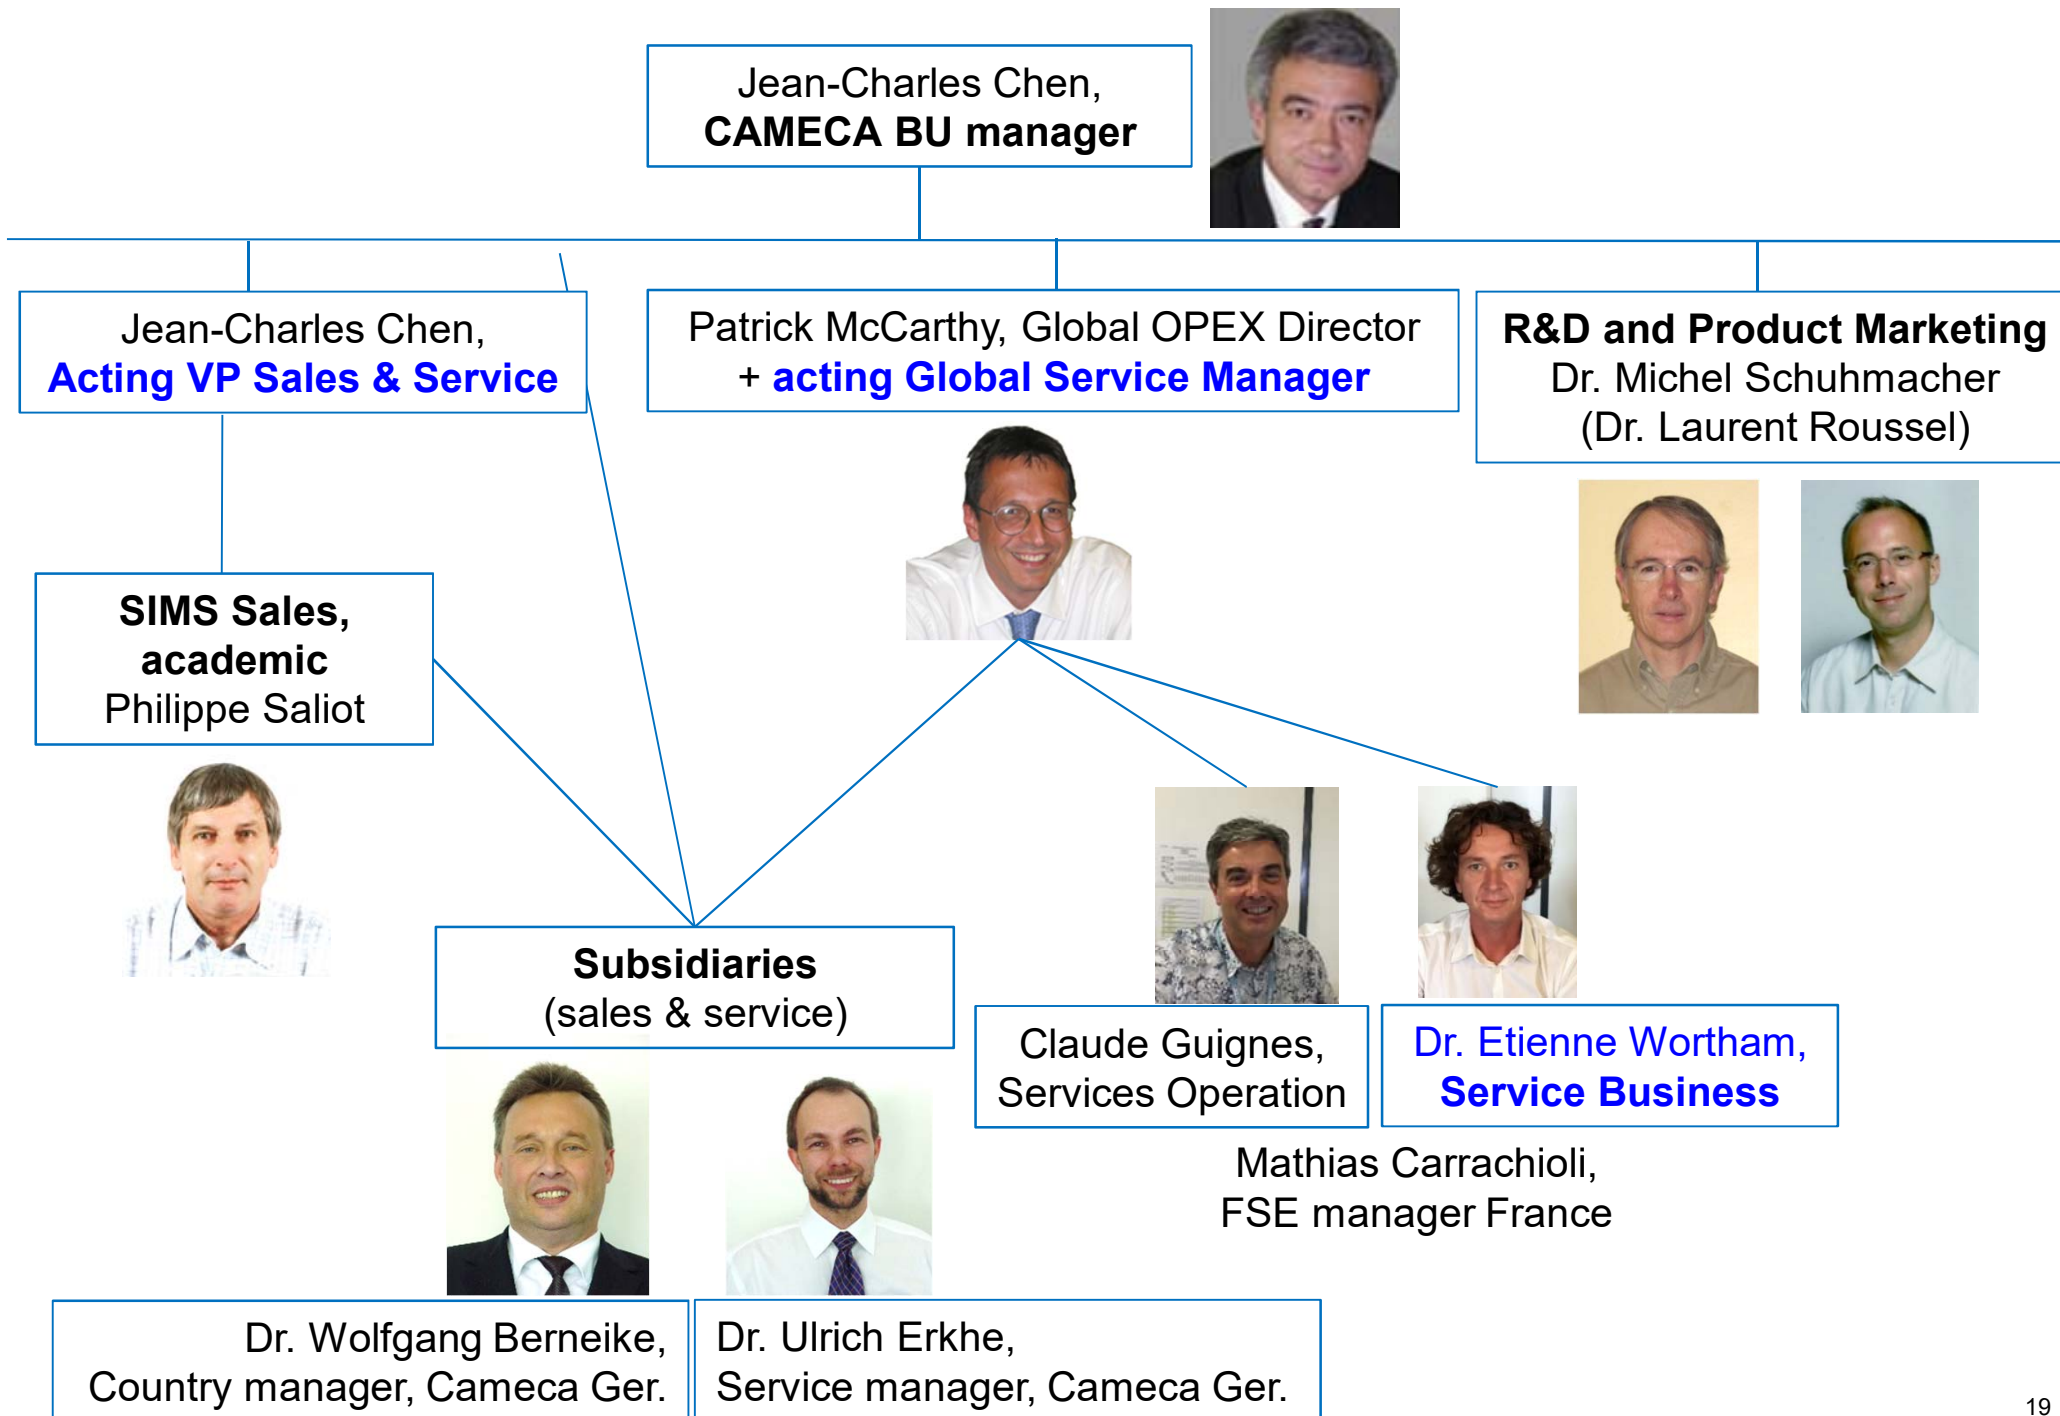 Jean-Charles Chen,
CAMECA BU manager
Jean-Charles Chen,
Acting VP Sales & Service
Patrick McCarthy, Global OPEX Director
+ acting Global Service Manager
R&D and Product Marketing
Dr. Michel Schuhmacher
(Dr. Laurent Roussel)
SIMS Sales,
academic
Philippe Saliot
Subsidiaries
(sales & service)
Claude Guignes,
Services Operation
Dr. Etienne Wortham,
Service Business
Mathias Carrachioli,
FSE manager France
Dr. Wolfgang Berneike,
Country manager, Cameca Ger.
Dr. Ulrich Erkhe,
Service manager, Cameca Ger.
19